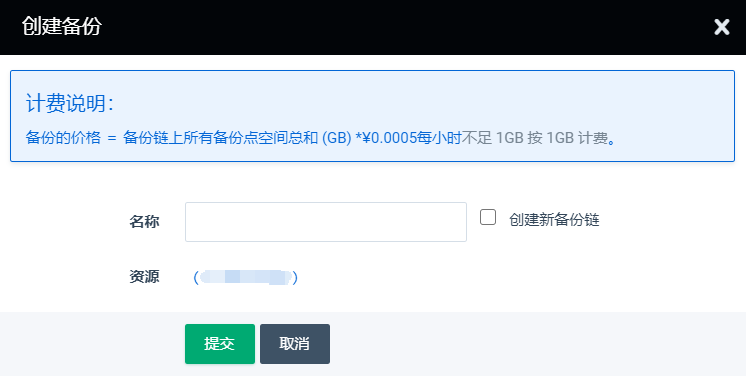 创建备份
计费说明：
备份的价格 = 备份链上所有备份点空间总和 (GB) *¥0.0005每小时不足 1GB 按 1GB 计费。
名称
创建新备份链
资源
( )
提交 取消